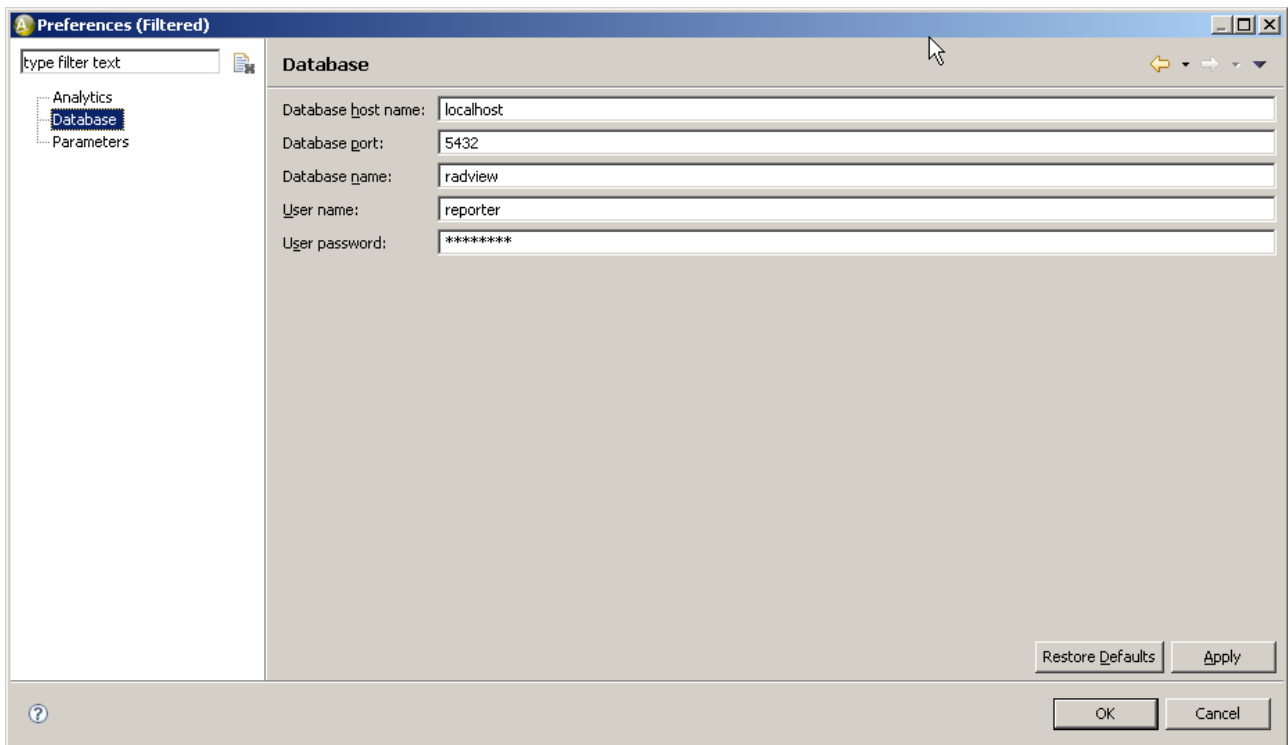 Preferences (Filtered)
type filter text
Analytics
Database
Parameters
Database
Database host name: localhost
Database port: 5432
Database name: radview
User name: reporter
User password: ********
Restore Defaults Apply
OK Cancel